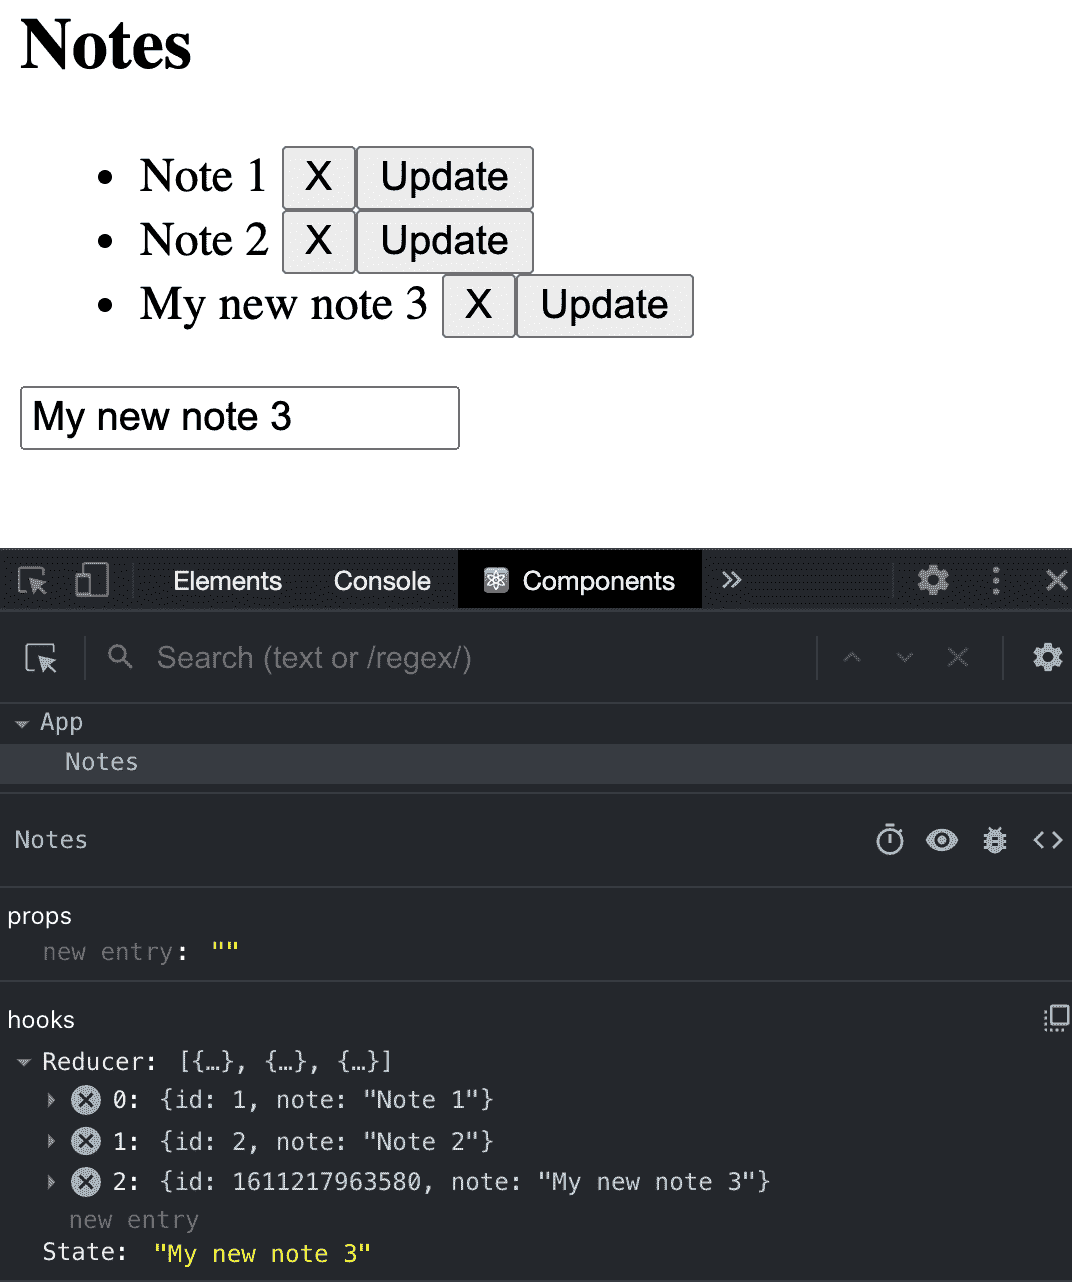 Notes
• Note 1 X Update
• Note 2 X Update
• My new note 3 X Update
My new note 3
Elements Console Components »
Search (text or /regex/)
App
Notes
Notes
props
new entry: ""
hooks
Reducer: [{…}, {…}, {…}]
0: {id: 1, note: "Note 1"}
1: {id: 2, note: "Note 2"}
2: {id: 1611217963580, note: "My new note 3"}
new entry
State: "My new note 3"